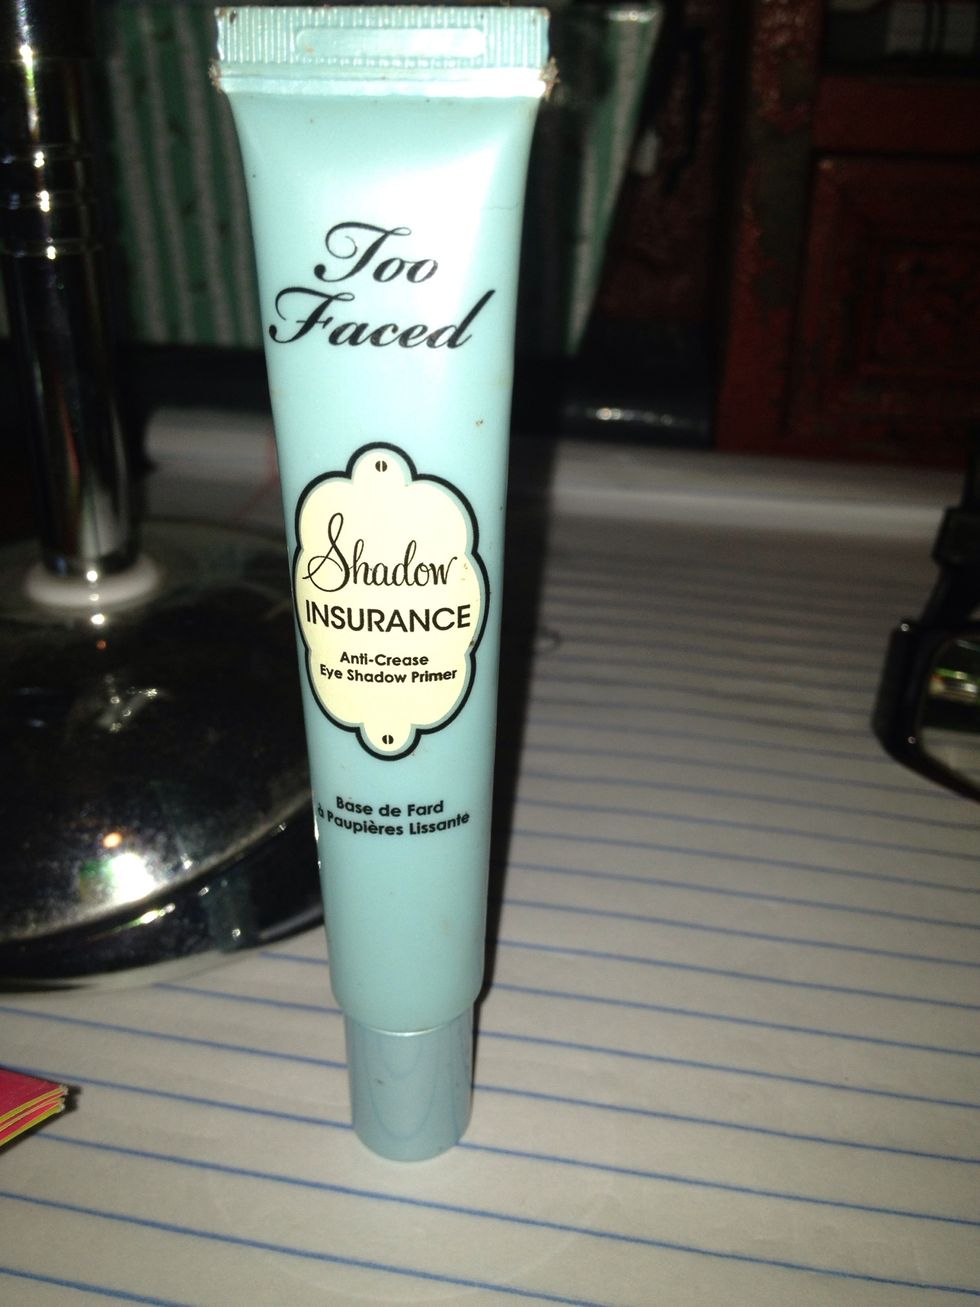 Too
Faced
Shadow
INSURANCE
Anti-Crease
Eye Shadow Primer
Base de Fard
à Paupières Lissante